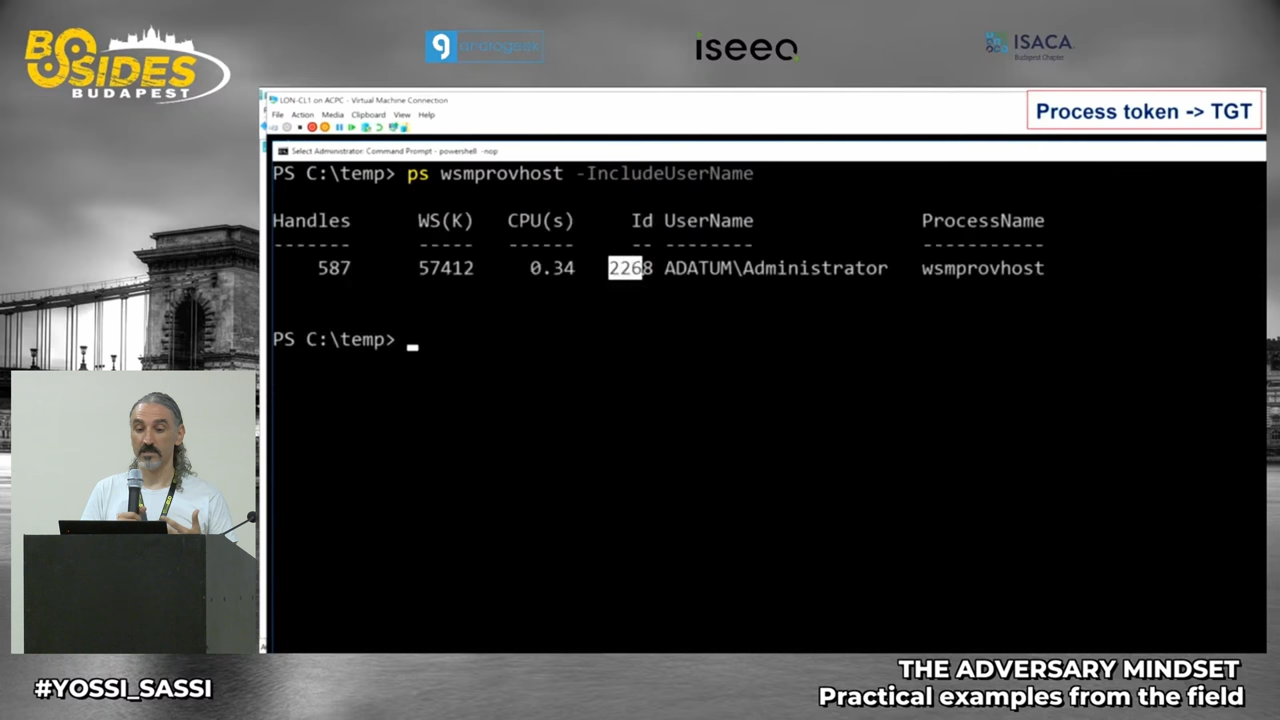 BSIDES
BUDAPEST
iseeq
ISACA
Budapest Chapter
LON-CL1 on ACPC - Virtual Machine Connection
File Action Media Clipboard View Help
Process token -> TGT
Select Administrator: Command Prompt - powershell -nop
PS C:\temp> ps wsmprovhost -IncludeUserName
Handles WS(K) CPU(s) Id UserName ProcessName
------- ----- ------ -- -------- -----------
587 57412 0.34 2268 ADATUM\Administrator wsmprovhost
PS C:\temp>
#YOSSI_SASSI
THE ADVERSARY MINDSET
Practical examples from the field